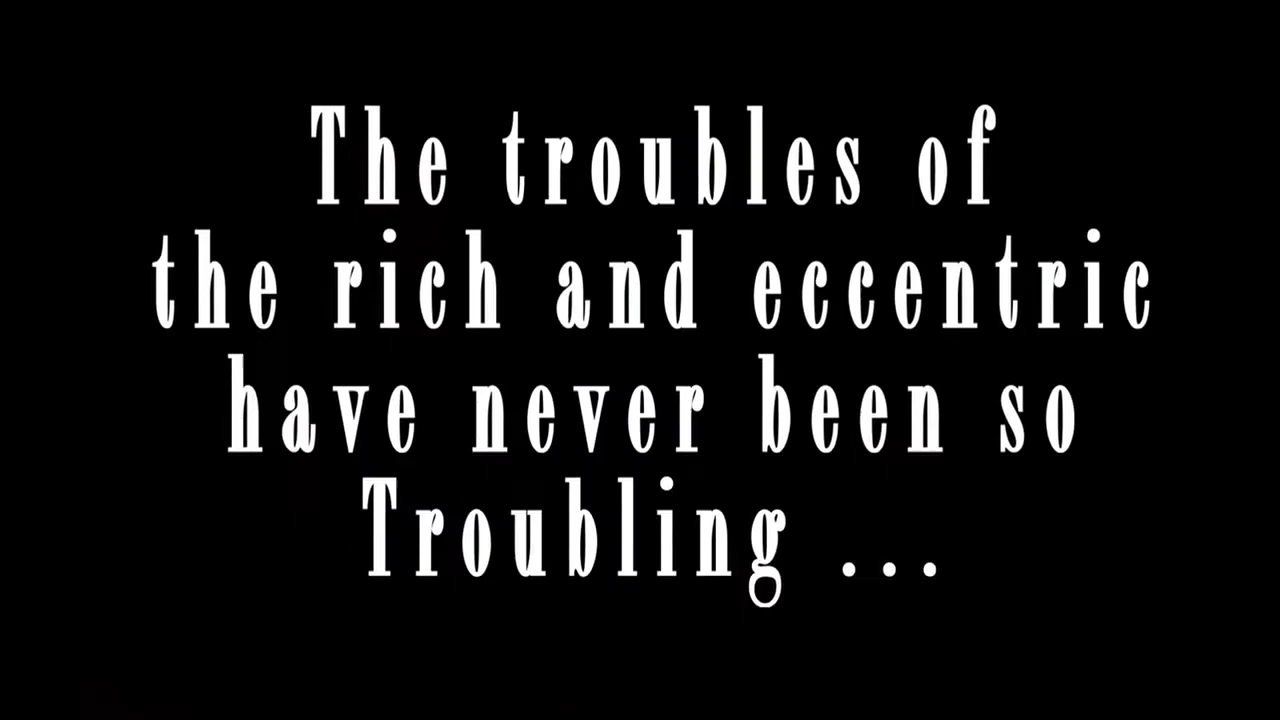 The troubles of
the rich and eccentric
have never been so
Troubling ...